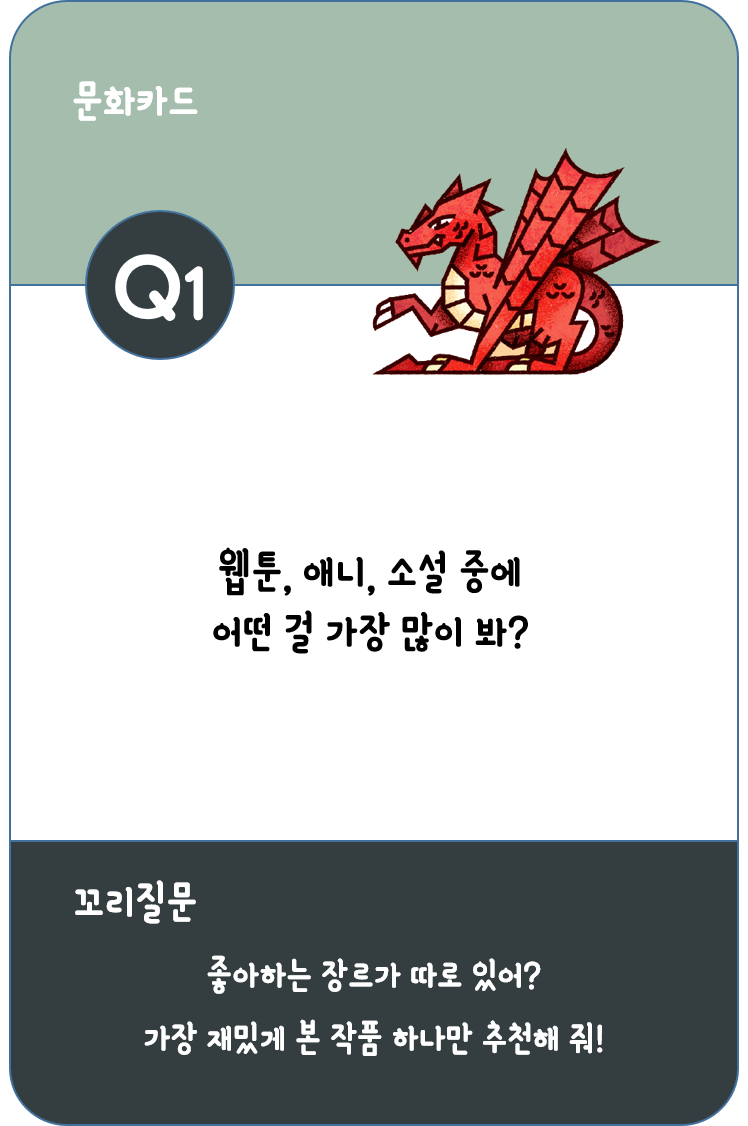 문화카드
Q1
웹툰, 애니, 소설 중에
어떤 걸 가장 많이 봐?
꼬리질문
좋아하는 장르가 따로 있어?
가장 재밌게 본 작품 하나만 추천해 줘!